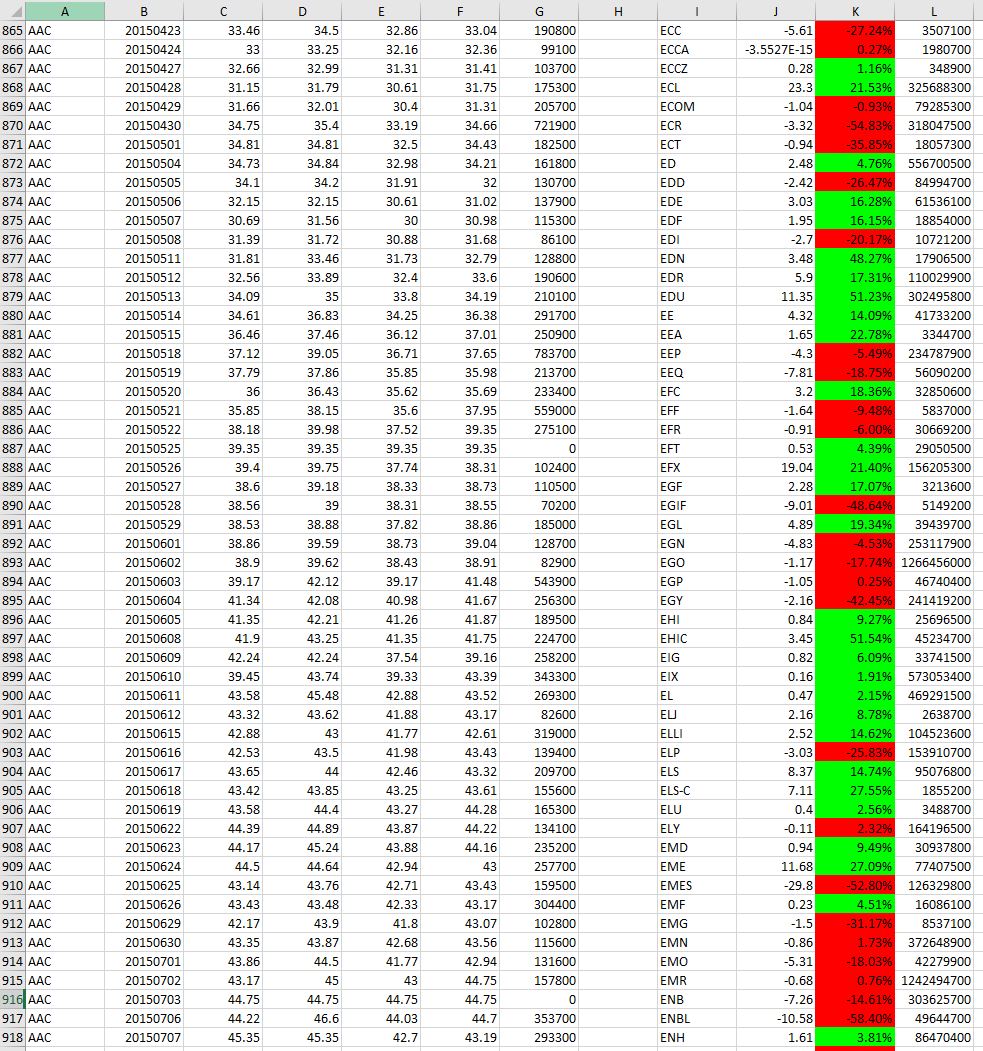 A B C D E F G H I J K L
865 AAC 20150423 33.46 34.5 32.86 33.04 190800 ECC -5.61 -27.24% 3507100
866 AAC 20150424 33 33.25 32.16 32.36 99100 ECCA -3.5527E-15 0.27% 1980700
867 AAC 20150427 32.66 32.99 31.31 31.41 103700 ECCZ 0.28 1.16% 348900
868 AAC 20150428 31.15 31.79 30.61 31.75 175300 ECL 23.3 21.53% 325688300
869 AAC 20150429 31.66 32.01 30.4 31.31 205700 ECOM -1.04 -0.93% 79285300
870 AAC 20150430 34.75 35.4 33.19 34.66 721900 ECR -3.32 -54.83% 318047500
871 AAC 20150501 34.81 34.81 32.5 34.43 182500 ECT -0.94 -35.85% 18057300
872 AAC 20150504 34.73 34.84 32.98 34.21 161800 ED 2.48 4.76% 556700500
873 AAC 20150505 34.1 34.2 31.91 32 130700 EDD -2.42 -26.47% 84994700
874 AAC 20150506 32.15 32.15 30.61 31.02 137900 EDE 3.03 16.28% 61536100
875 AAC 20150507 30.69 31.56 30 30.98 115300 EDF 1.95 16.15% 18854000
876 AAC 20150508 31.39 31.72 30.88 31.68 86100 EDI -2.7 -20.17% 10721200
877 AAC 20150511 31.81 33.46 31.73 32.79 128800 EDN 3.48 48.27% 17906500
878 AAC 20150512 32.56 33.89 32.4 33.6 190600 EDR 5.9 17.31% 110029900
879 AAC 20150513 34.09 35 33.8 34.19 210100 EDU 11.35 51.23% 302495800
880 AAC 20150514 34.61 36.83 34.25 36.38 291700 EE 4.32 14.09% 41733200
881 AAC 20150515 36.46 37.46 36.12 37.01 250900 EEA 1.65 22.78% 3344700
882 AAC 20150518 37.12 39.05 36.71 37.65 783700 EEP -4.3 -5.49% 234787900
883 AAC 20150519 37.79 37.86 35.85 35.98 213700 EEQ -7.81 -18.75% 56090200
884 AAC 20150520 36 36.43 35.62 35.69 233400 EFC 3.2 18.36% 32850600
885 AAC 20150521 35.85 38.15 35.6 37.95 559000 EFF -1.64 -9.48% 5837000
886 AAC 20150522 38.18 39.98 37.52 39.35 275100 EFR -0.91 -6.00% 30669200
887 AAC 20150525 39.35 39.35 39.35 39.35 0 EFT 0.53 4.39% 29050500
888 AAC 20150526 39.4 39.75 37.74 38.31 102400 EFX 19.04 21.40% 156205300
889 AAC 20150527 38.6 39.18 38.33 38.73 110500 EGF 2.28 17.07% 3213600
890 AAC 20150528 38.56 39 38.31 38.55 70200 EGIF -9.01 -48.64% 5149200
891 AAC 20150529 38.53 38.88 37.82 38.86 185000 EGL 4.89 19.34% 39439700
892 AAC 20150601 38.86 39.59 38.73 39.04 128700 EGN -4.83 -4.53% 253117900
893 AAC 20150602 38.9 39.62 38.43 38.91 82900 EGO -1.17 -17.74% 1266456000
894 AAC 20150603 39.17 42.12 39.17 41.48 543900 EGP -1.05 0.25% 46740400
895 AAC 20150604 41.34 42.08 40.98 41.67 256300 EGY -2.16 -42.45% 241419200
896 AAC 20150605 41.35 42.21 41.26 41.87 189500 EHI 0.84 9.27% 25696500
897 AAC 20150608 41.9 43.25 41.35 41.75 224700 EHIC 3.45 51.54% 45234700
898 AAC 20150609 42.24 42.24 37.54 39.16 258200 EIG 0.82 6.09% 33741500
899 AAC 20150610 39.45 43.74 39.33 43.39 343300 EIX 0.16 1.91% 573053400
900 AAC 20150611 43.58 45.48 42.88 43.52 269300 EL 0.47 2.15% 469291500
901 AAC 20150612 43.32 43.62 41.88 43.17 82600 ELJ 2.16 8.78% 2638700
902 AAC 20150615 42.88 43 41.77 42.61 319000 ELLI 2.52 14.62% 104523600
903 AAC 20150616 42.53 43.5 41.98 43.43 139400 ELP -3.03 -25.83% 153910700
904 AAC 20150617 43.65 44 42.46 43.32 209700 ELS 8.37 14.74% 95076800
905 AAC 20150618 43.42 43.85 43.25 43.61 155600 ELS-C 7.11 27.55% 1855200
906 AAC 20150619 43.58 44.4 43.27 44.28 165300 ELU 0.4 2.56% 3488700
907 AAC 20150622 44.39 44.89 43.87 44.22 134100 ELY -0.11 2.32% 164196500
908 AAC 20150623 44.17 45.24 43.88 44.16 235200 EMD 0.94 9.49% 30937800
909 AAC 20150624 44.5 44.64 42.94 43 257700 EME 11.68 27.09% 77407500
910 AAC 20150625 43.14 43.76 42.71 43.43 159500 EMES -29.8 -52.80% 126329800
911 AAC 20150626 43.43 43.48 42.33 43.17 304400 EMF 0.23 4.51% 16086100
912 AAC 20150629 42.17 43.9 41.8 43.07 102800 EMG -1.5 -31.17% 8537100
913 AAC 20150630 43.35 43.87 42.68 43.56 115600 EMN -0.86 1.73% 372648900
914 AAC 20150701 43.86 44.5 41.77 42.94 131600 EMO -5.31 -18.03% 42279900
915 AAC 20150702 43.17 45 43 44.75 157800 EMR -0.68 0.76% 1242494700
916 AAC 20150703 44.75 44.75 44.75 44.75 0 ENB -7.26 -14.61% 303625700
917 AAC 20150706 44.22 46.6 44.03 44.7 353700 ENBL -10.58 -58.40% 49644700
918 AAC 20150707 45.35 45.35 42.7 43.19 293300 ENH 1.61 3.81% 86470400